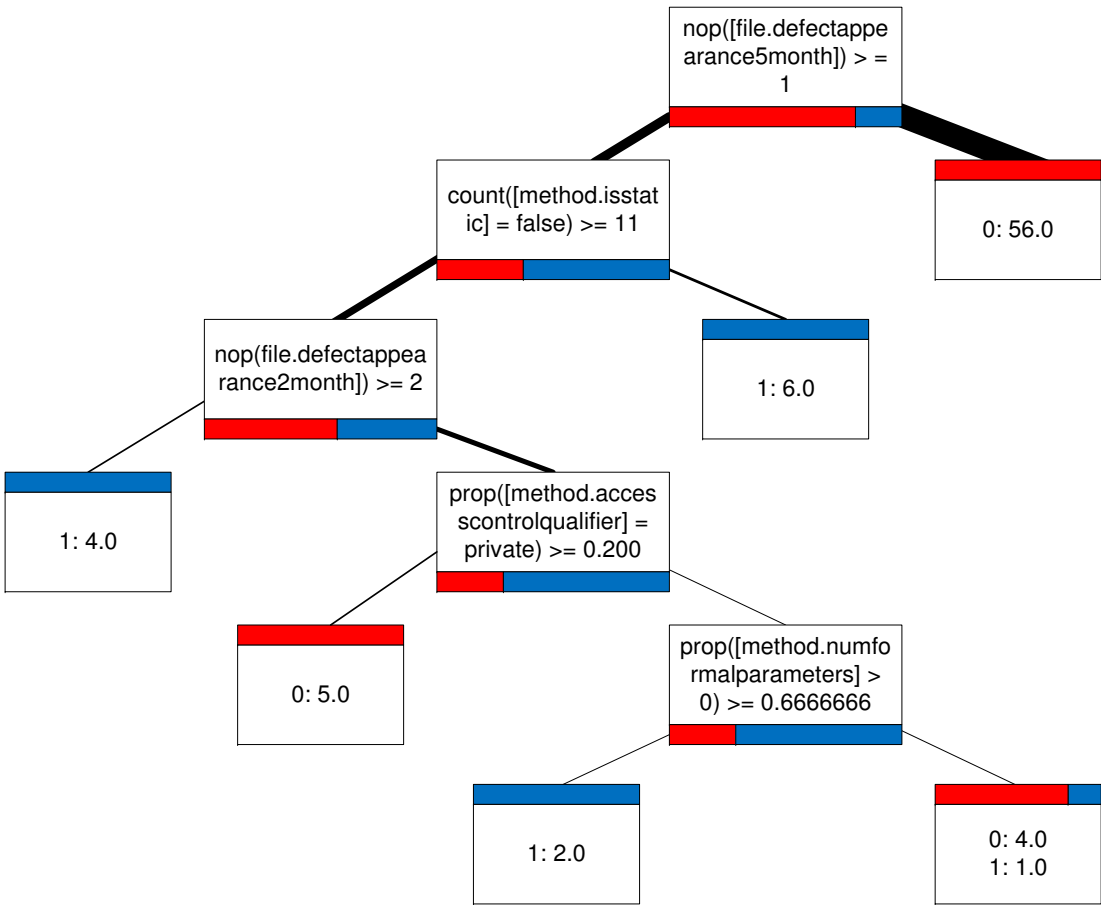 nop([file.defectappe
arance5month]) > =
1
count([method.isstat
ic] = false) >= 11
0: 56.0
nop(file.defectappea
rance2month]) >= 2
1: 6.0
1: 4.0
prop([method.acces
scontrolqualifier] =
private) >= 0.200
0: 5.0
prop([method.numfo
rmalparameters] >
0) >= 0.6666666
1: 2.0
0: 4.0
1: 1.0